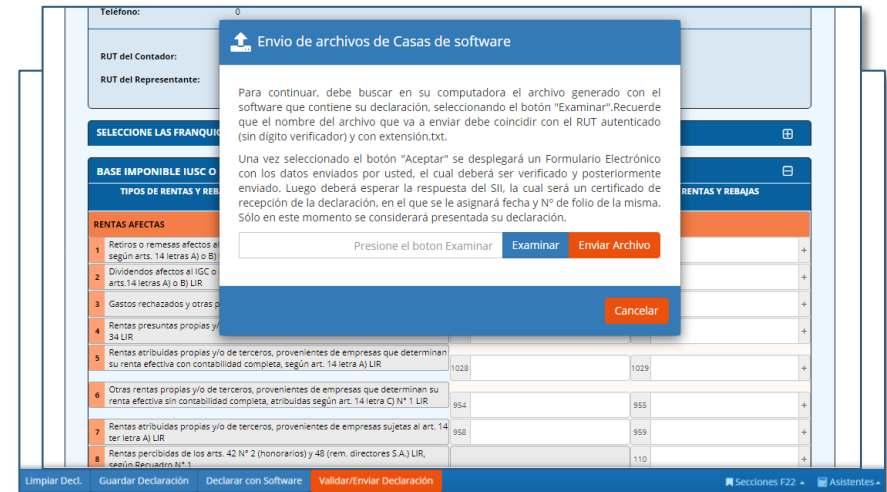 Teléfono: 0
Envio de archivos de Casas de software
RUT del Contador:
RUT del Representante:
Para continuar, debe buscar en su computadora el archivo generado con el
software que contiene su declaración, seleccionando el botón "Examinar".Recuerde
que el nombre del archivo que va a enviar debe coincidir con el RUT autenticado
(sin dígito verificador) y con extensión.txt.
Una vez seleccionado el botón "Aceptar" se desplegará un Formulario Electrónico
con los datos enviados por usted, el cual deberá ser verificado y posteriormente
enviado. Luego deberá esperar la respuesta del SII, la cual será un certificado de
recepción de la declaración, en el que se le asignará fecha y Nº de folio de la misma.
Sólo en este momento se considerará presentada su declaración.
Presione el boton Examinar Examinar Enviar Archivo
Cancelar
SELECCIONE LAS FRANQUI
BASE IMPONIBLE IUSC O
TIPOS DE RENTAS Y REB RENTAS Y REBAJAS
RENTAS AFECTAS
1 Retiros o remesas afectos al +
según arts. 14 letras A) o B)
2 Dividendos afectos al IGC o +
arts.14 letras A) o B) LIR
3 Gastos rechazados y otras p +
4 Rentas presuntas propias y/ +
34 LIR
5 Rentas atribuidas propias y/o de terceros, provenientes de empresas que determinan
su renta efectiva con contabilidad completa, según art. 14 letra A) LIR 1028 1029 +
6 Otras rentas propias y/o de terceros, provenientes de empresas que determinan su
renta efectiva sin contabilidad completa, atribuidas según art. 14 letra C) N° 1 LIR 954 955 +
7 Rentas atribuidas propias y/o de terceros, provenientes de empresas sujetas al art. 14 958 959 +
ter letra A) LIR
8 Rentas percibidas de los arts. 42 N° 2 (honorarios) y 48 (rem. directores S.A.) LIR, 110 +
según Recuadro N° 1
Limpiar Decl. Guardar Declaración Declarar con Software Validar/Enviar Declaración Secciones F22 Asistentes